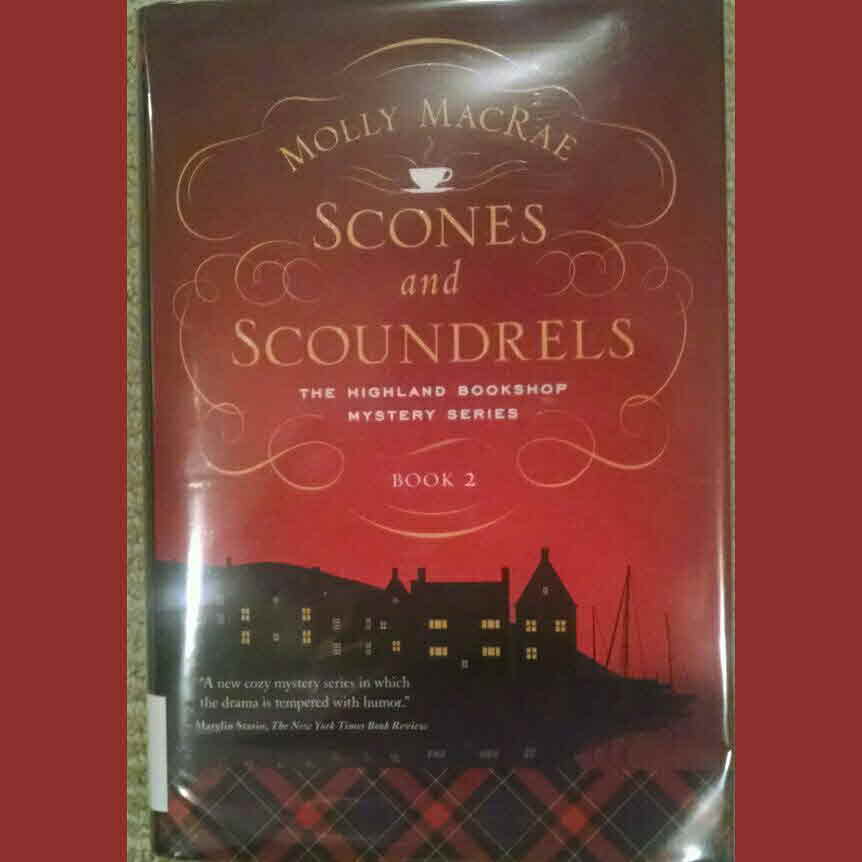 MOLLY MACRAE
SCONES
and
SCOUNDRELS
THE HIGHLAND BOOKSHOP
MYSTERY SERIES
BOOK 2
"A new cozy mystery series in which
the drama is tempered with humor."
Marylin Stasio, The New York Times Book Review